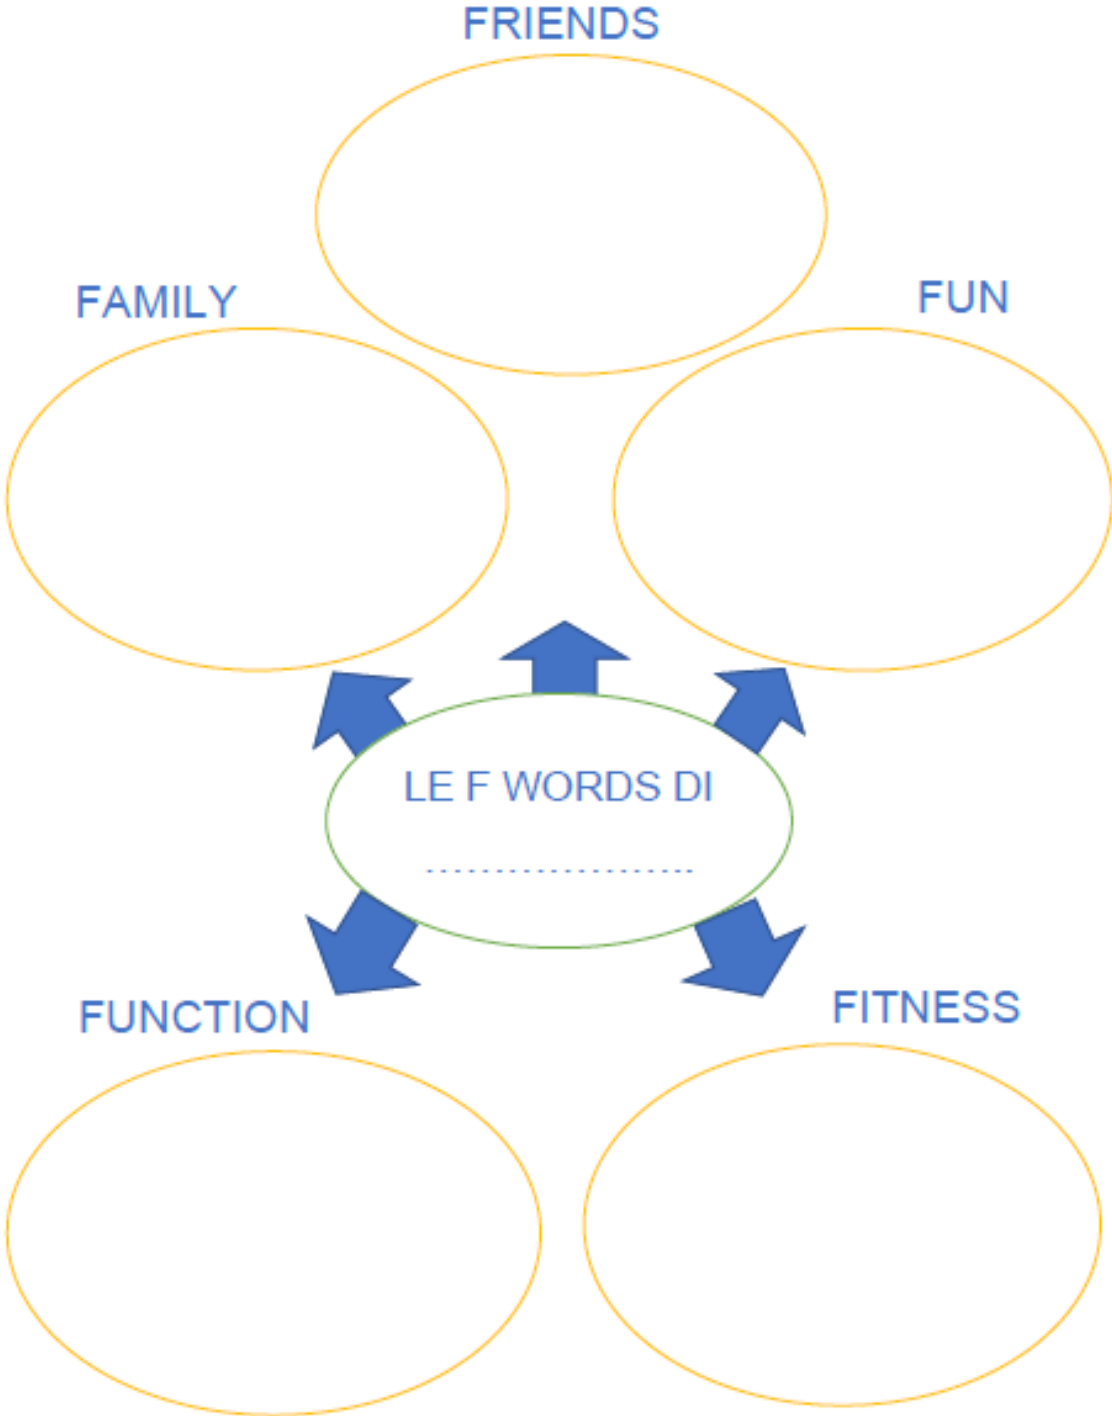 FRIENDS
FAMILY
FUN
LE F WORDS DI
....................
FUNCTION
FITNESS